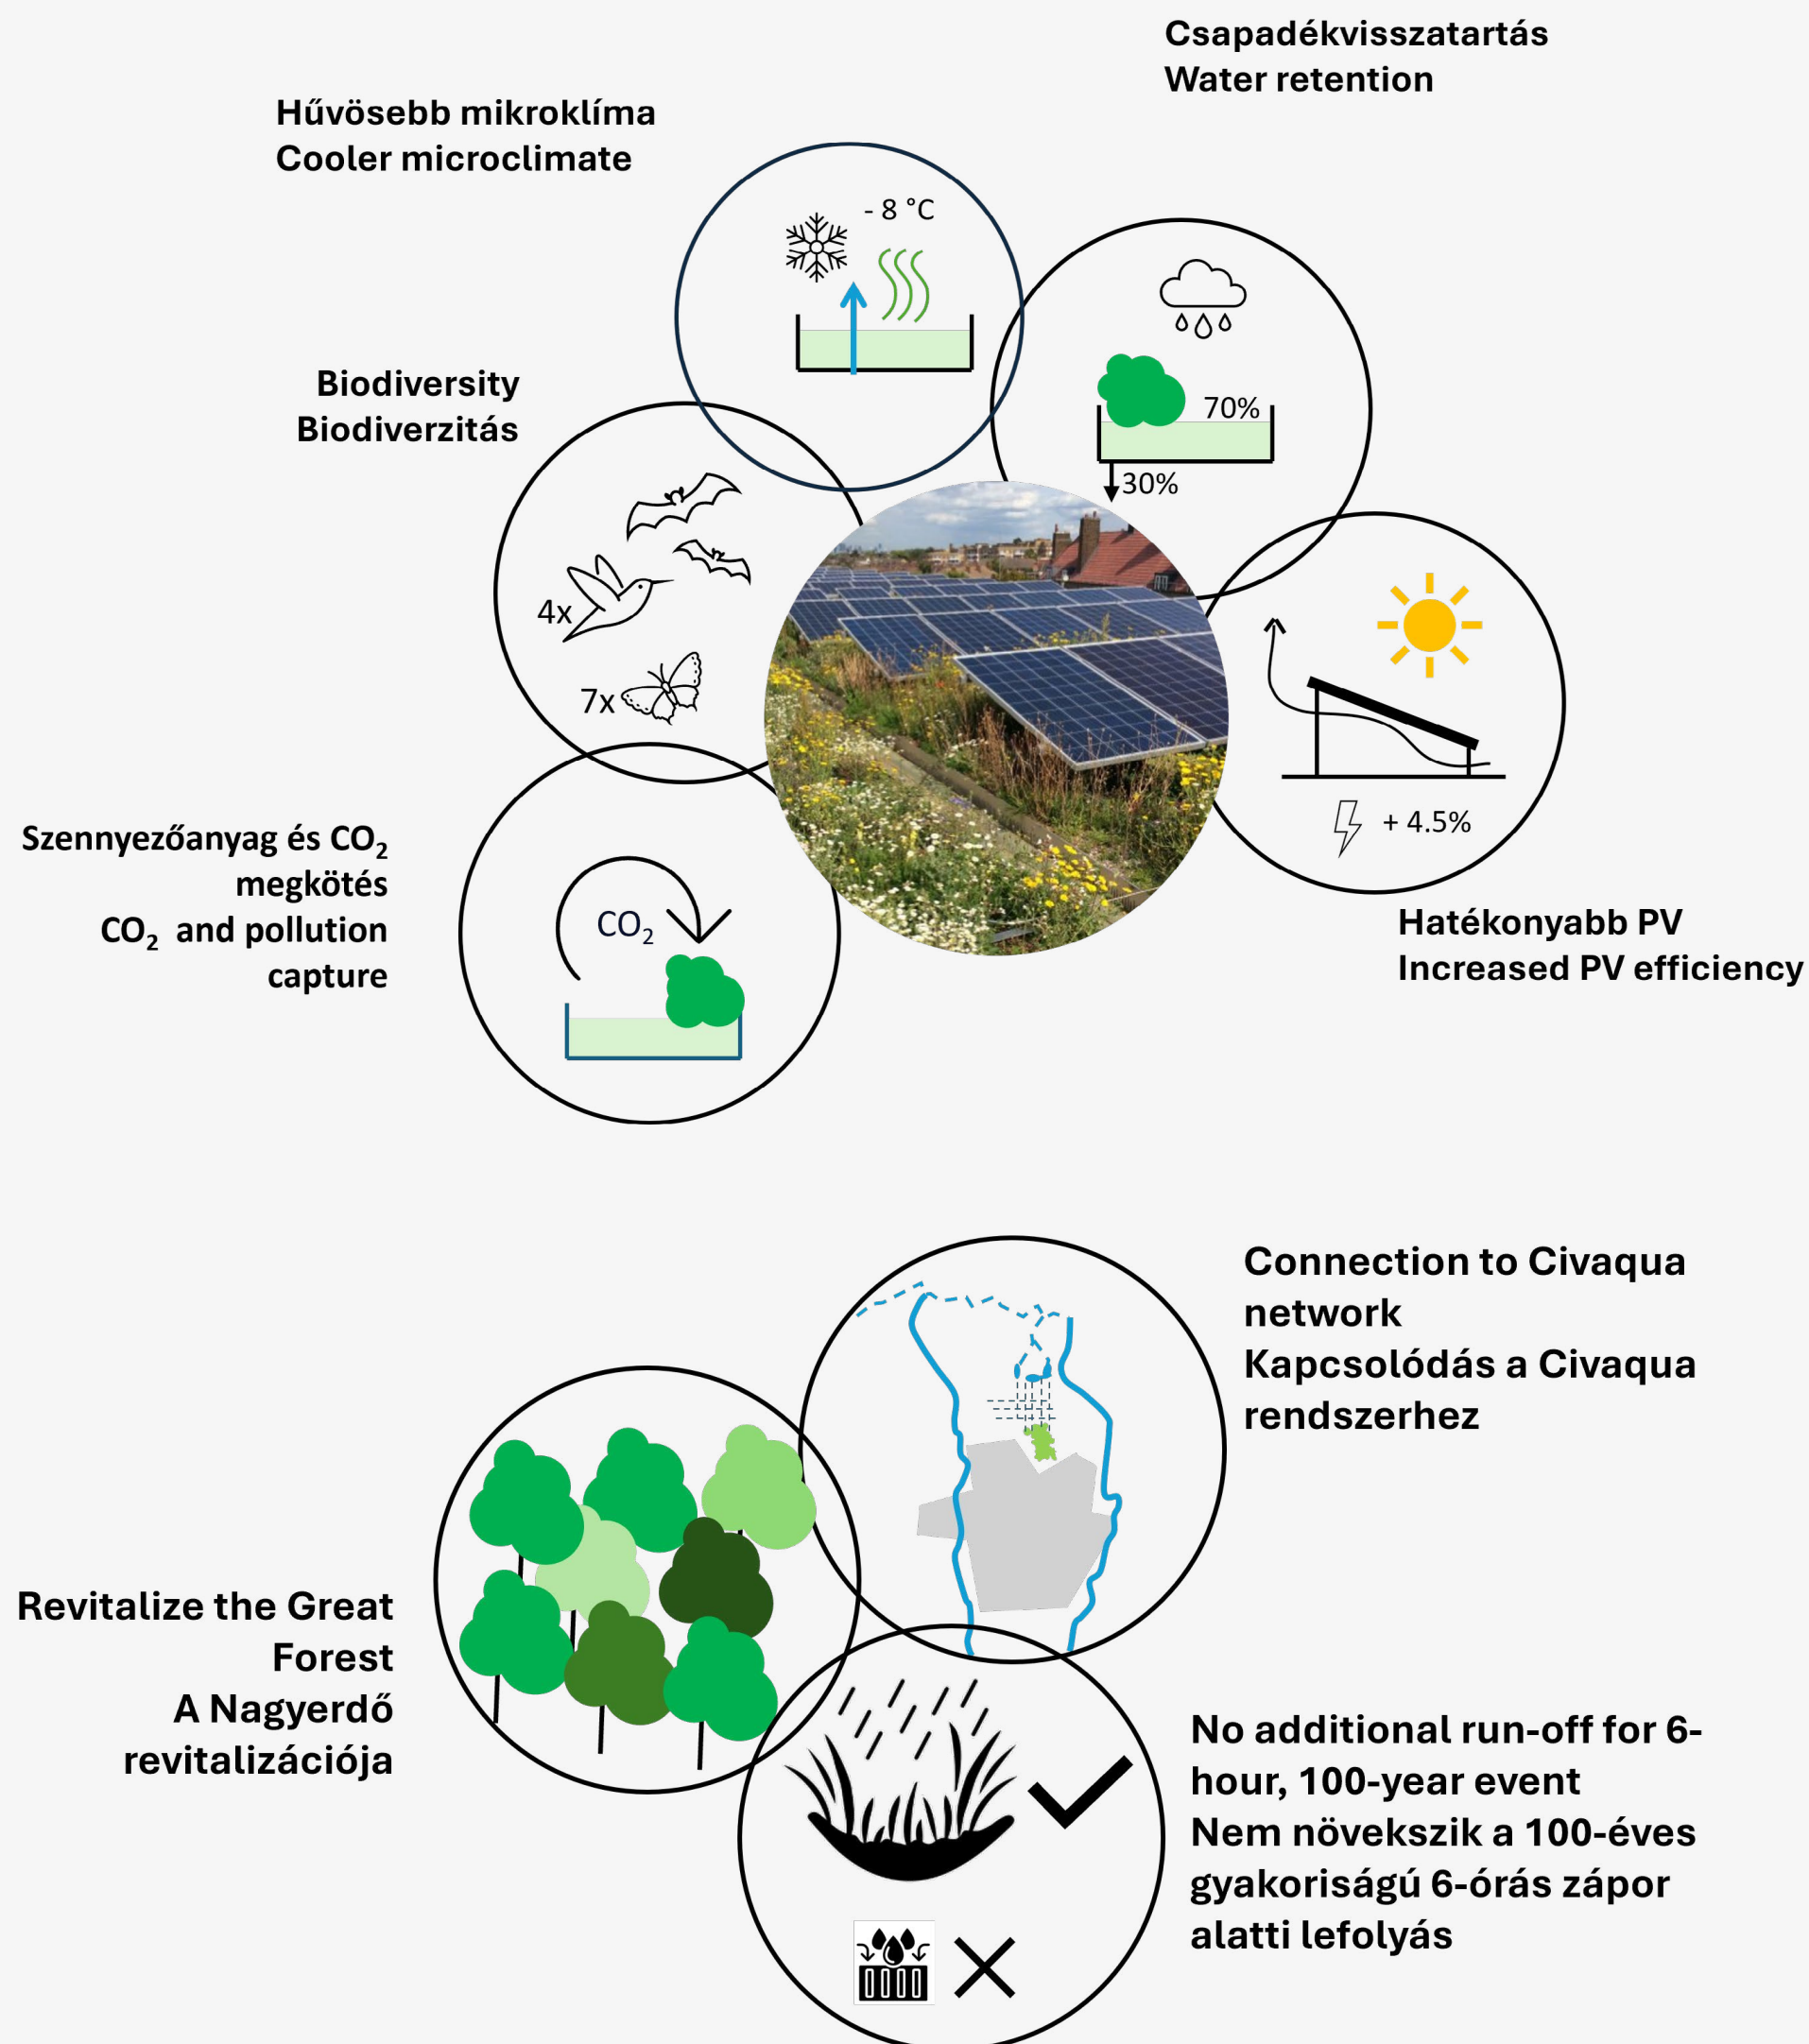 Csapadékvisszatartás
Water retention
Hűvösebb mikroklíma
Cooler microclimate
- 8 °C
70%
30%
Biodiversity
Biodiverzitás
4x
7x
+ 4.5%
Hatékonyabb PV
Increased PV efficiency
Szennyezőanyag és CO₂
megkötés
CO₂ and pollution
capture
CO₂
Connection to Civaqua
network
Kapcsolódás a Civaqua
rendszerhez
Revitalize the Great
Forest
A Nagyerdő
revitalizációja
No additional run-off for 6-
hour, 100-year event
Nem növekszik a 100-éves
gyakoriságú 6-órás zápor
alatti lefolyás